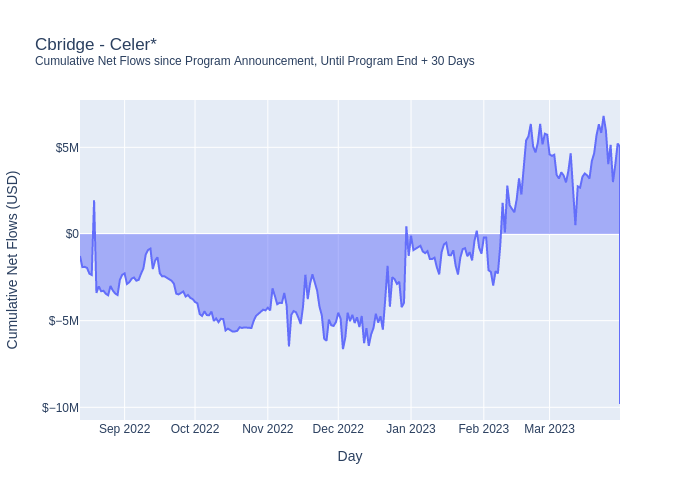 Cbridge - Celer*
Cumulative Net Flows since Program Announcement, Until Program End + 30 Days
Cumulative Net Flows (USD)
$5M
$0
$−5M
$−10M
Sep 2022
Oct 2022
Nov 2022
Dec 2022
Jan 2023
Feb 2023
Mar 2023
Day